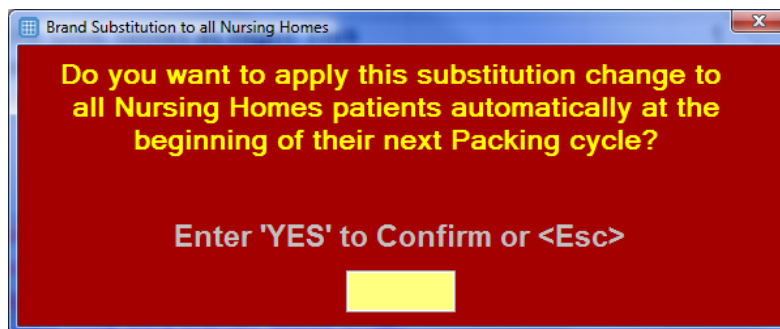 Brand Substitution to all Nursing Homes
Do you want to apply this substitution change to
all Nursing Homes patients automatically at the
beginning of their next Packing cycle?
Enter 'YES' to Confirm or <Esc>